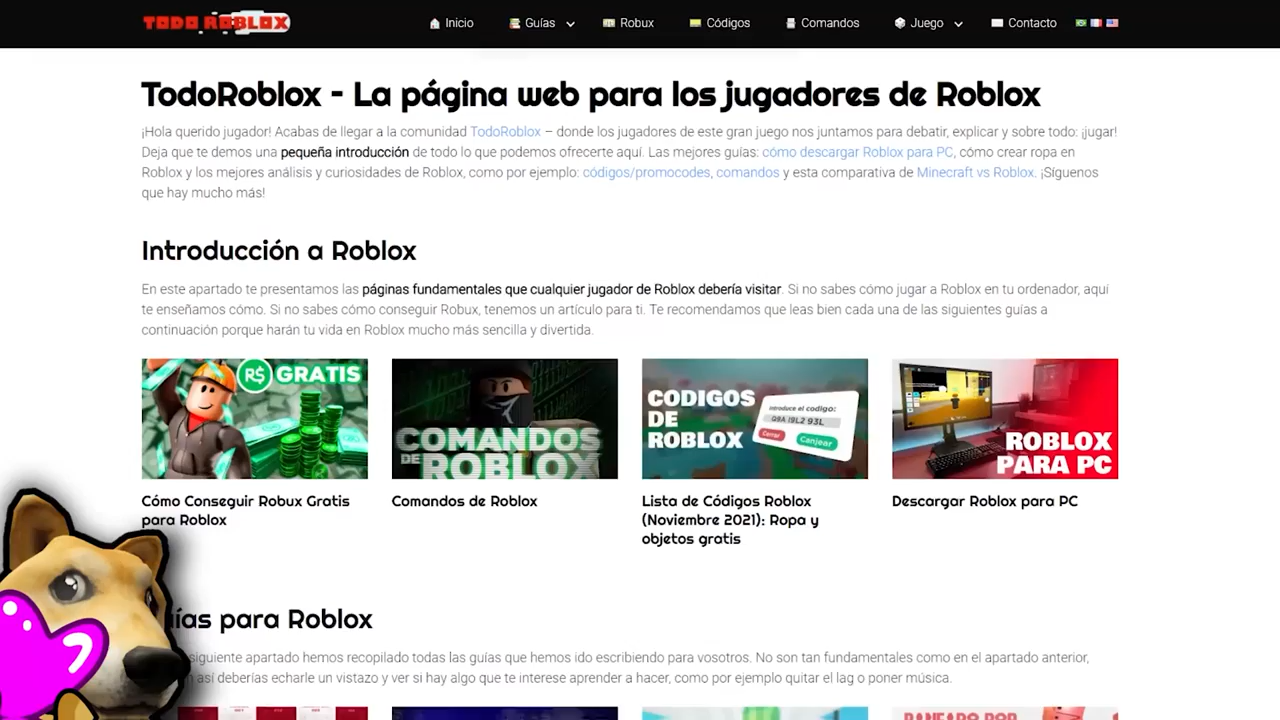 TODO ROBLOX
Inicio
Guías
Robux
Códigos
Comandos
Juego
Contacto
TodoRoblox – La página web para los jugadores de Roblox
¡Hola querido jugador! Acabas de llegar a la comunidad TodoRoblox – donde los jugadores de este gran juego nos juntamos para debatir, explicar y sobre todo: ¡jugar!
Deja que te demos una pequeña introducción de todo lo que podemos ofrecerte aquí. Las mejores guías: cómo descargar Roblox para PC, cómo crear ropa en
Roblox y los mejores análisis y curiosidades de Roblox, como por ejemplo: códigos/promocodes, comandos y esta comparativa de Minecraft vs Roblox. ¡Síguenos
que hay mucho más!
Introducción a Roblox
En este apartado te presentamos las páginas fundamentales que cualquier jugador de Roblox debería visitar. Si no sabes cómo jugar a Roblox en tu ordenador, aquí
te enseñamos cómo. Si no sabes cómo conseguir Robux, tenemos un artículo para ti. Te recomendamos que leas bien cada una de las siguientes guías a
continuación porque harán tu vida en Roblox mucho más sencilla y divertida.
R$ GRATIS
COMANDOS
DE ROBLOX
CODIGOS
DE
ROBLOX
Introduce el codigo:
Q9A 19L2 93L
Cerrar
Canjear
ROBLOX
PARA PC
Cómo Conseguir Robux Gratis
para Roblox
Comandos de Roblox
Lista de Códigos Roblox
(Noviembre 2021): Ropa y
objetos gratis
Descargar Roblox para PC
ías para Roblox
siguiente apartado hemos recopilado todas las guías que hemos ido escribiendo para vosotros. No son tan fundamentales como en el apartado anterior,
así deberías echarle un vistazo y ver si hay algo que te interese aprender a hacer, como por ejemplo quitar el lag o poner música.